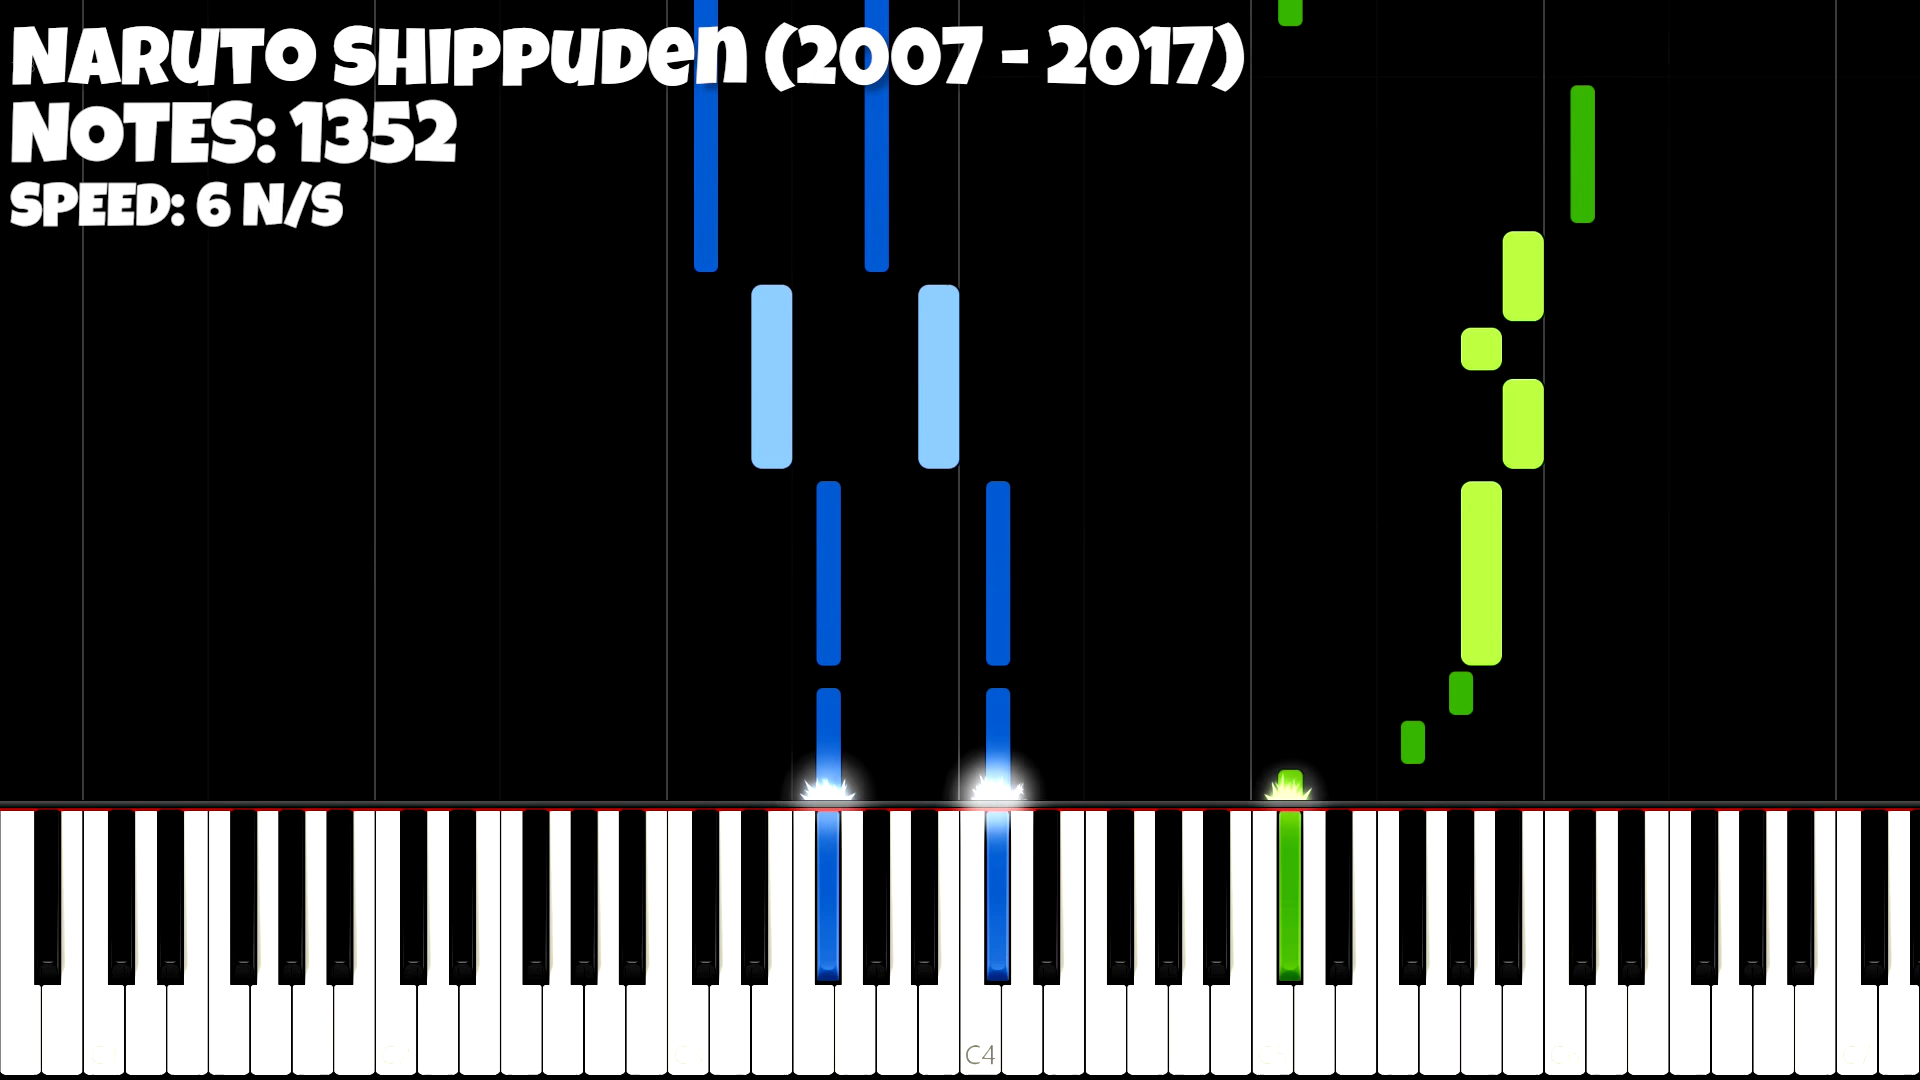 Naruto Shippuden (2007 - 2017)
Notes: 1352
Speed: 6 N/S
C4